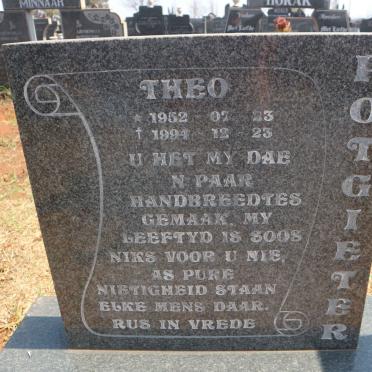 MINNAAR
HORAK
THEO
* 1952 - 07 - 23
† 1994 - 12 - 23
U HET MY DAE
N PAAR
HANDBREEDTES
GEMAAK, MY
LEEFTYD IS SOOS
NIKS VOOR U NIE,
AS PURE
NIETIGHEID STAAN
ELKE MENS DAAR.
RUS IN VREDE
POTGIETER